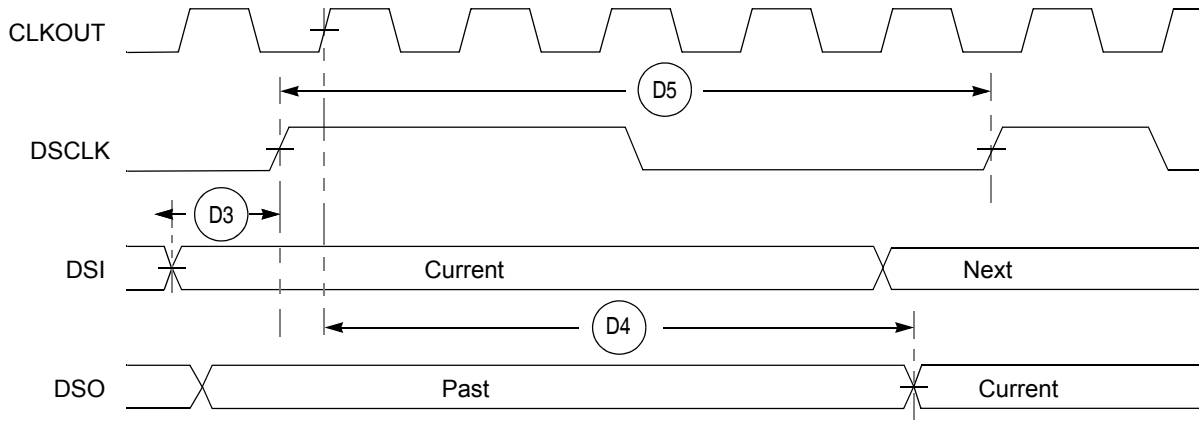 CLKOUT
D5
DSCLK
D3
DSI
Current
Next
D4
DSO
Past
Current